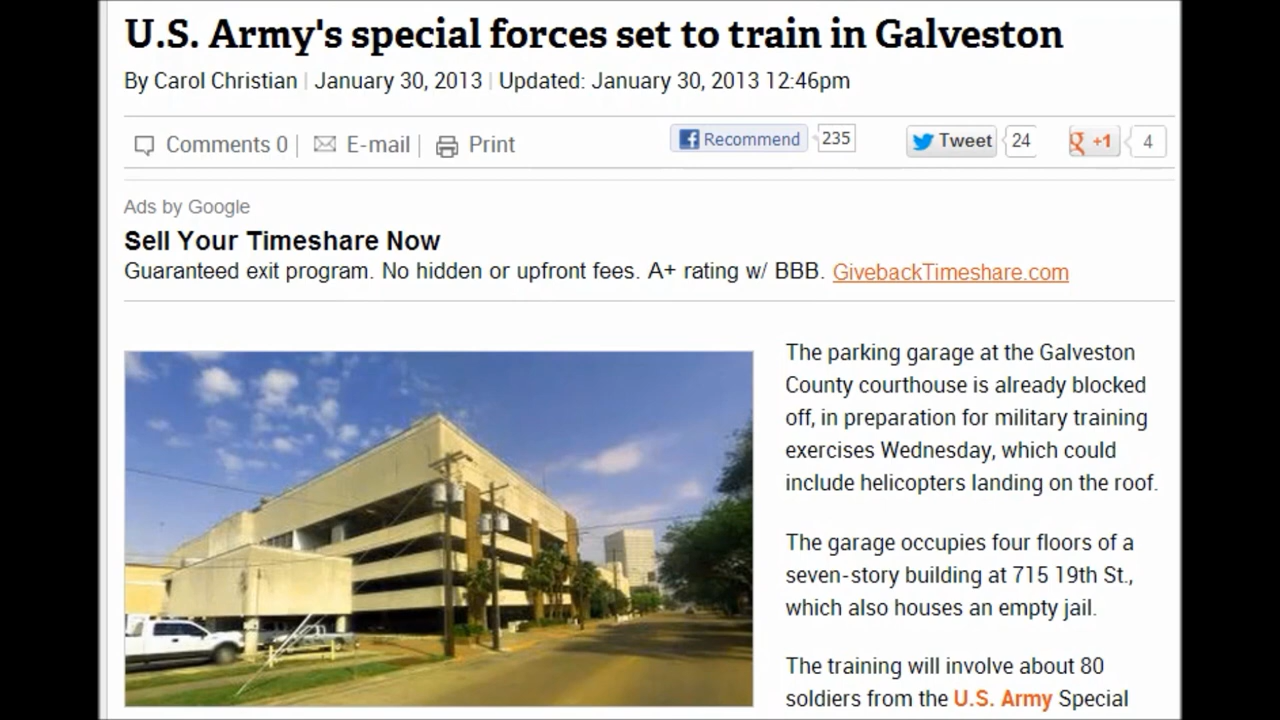 U.S. Army's special forces set to train in Galveston
By Carol Christian | January 30, 2013 | Updated: January 30, 2013 12:46pm
Comments 0 | E-mail | Print
Recommend 235 Tweet 24 +1 4
Ads by Google
Sell Your Timeshare Now
Guaranteed exit program. No hidden or upfront fees. A+ rating w/ BBB. GivebackTimeshare.com
The parking garage at the Galveston
County courthouse is already blocked
off, in preparation for military training
exercises Wednesday, which could
include helicopters landing on the roof.
The garage occupies four floors of a
seven-story building at 715 19th St.,
which also houses an empty jail.
The training will involve about 80
soldiers from the U.S. Army Special